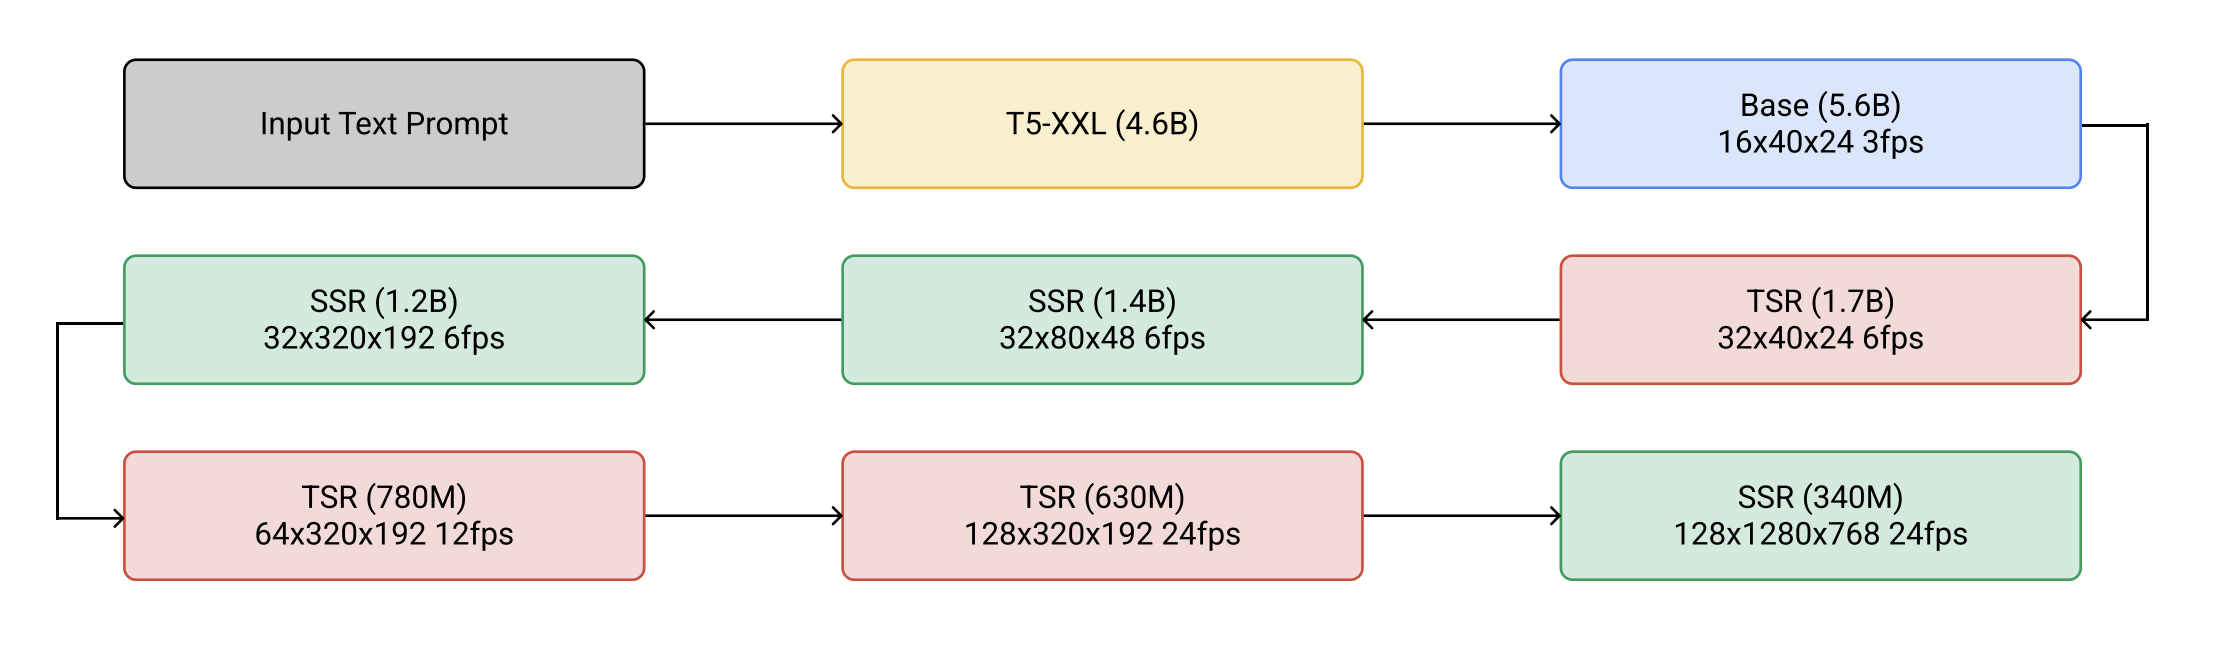 Input Text Prompt
T5-XXL (4.6B)
Base (5.6B)
16x40x24 3fps
SSR (1.2B)
32x320x192 6fps
SSR (1.4B)
32x80x48 6fps
TSR (1.7B)
32x40x24 6fps
TSR (780M)
64x320x192 12fps
TSR (630M)
128x320x192 24fps
SSR (340M)
128x1280x768 24fps